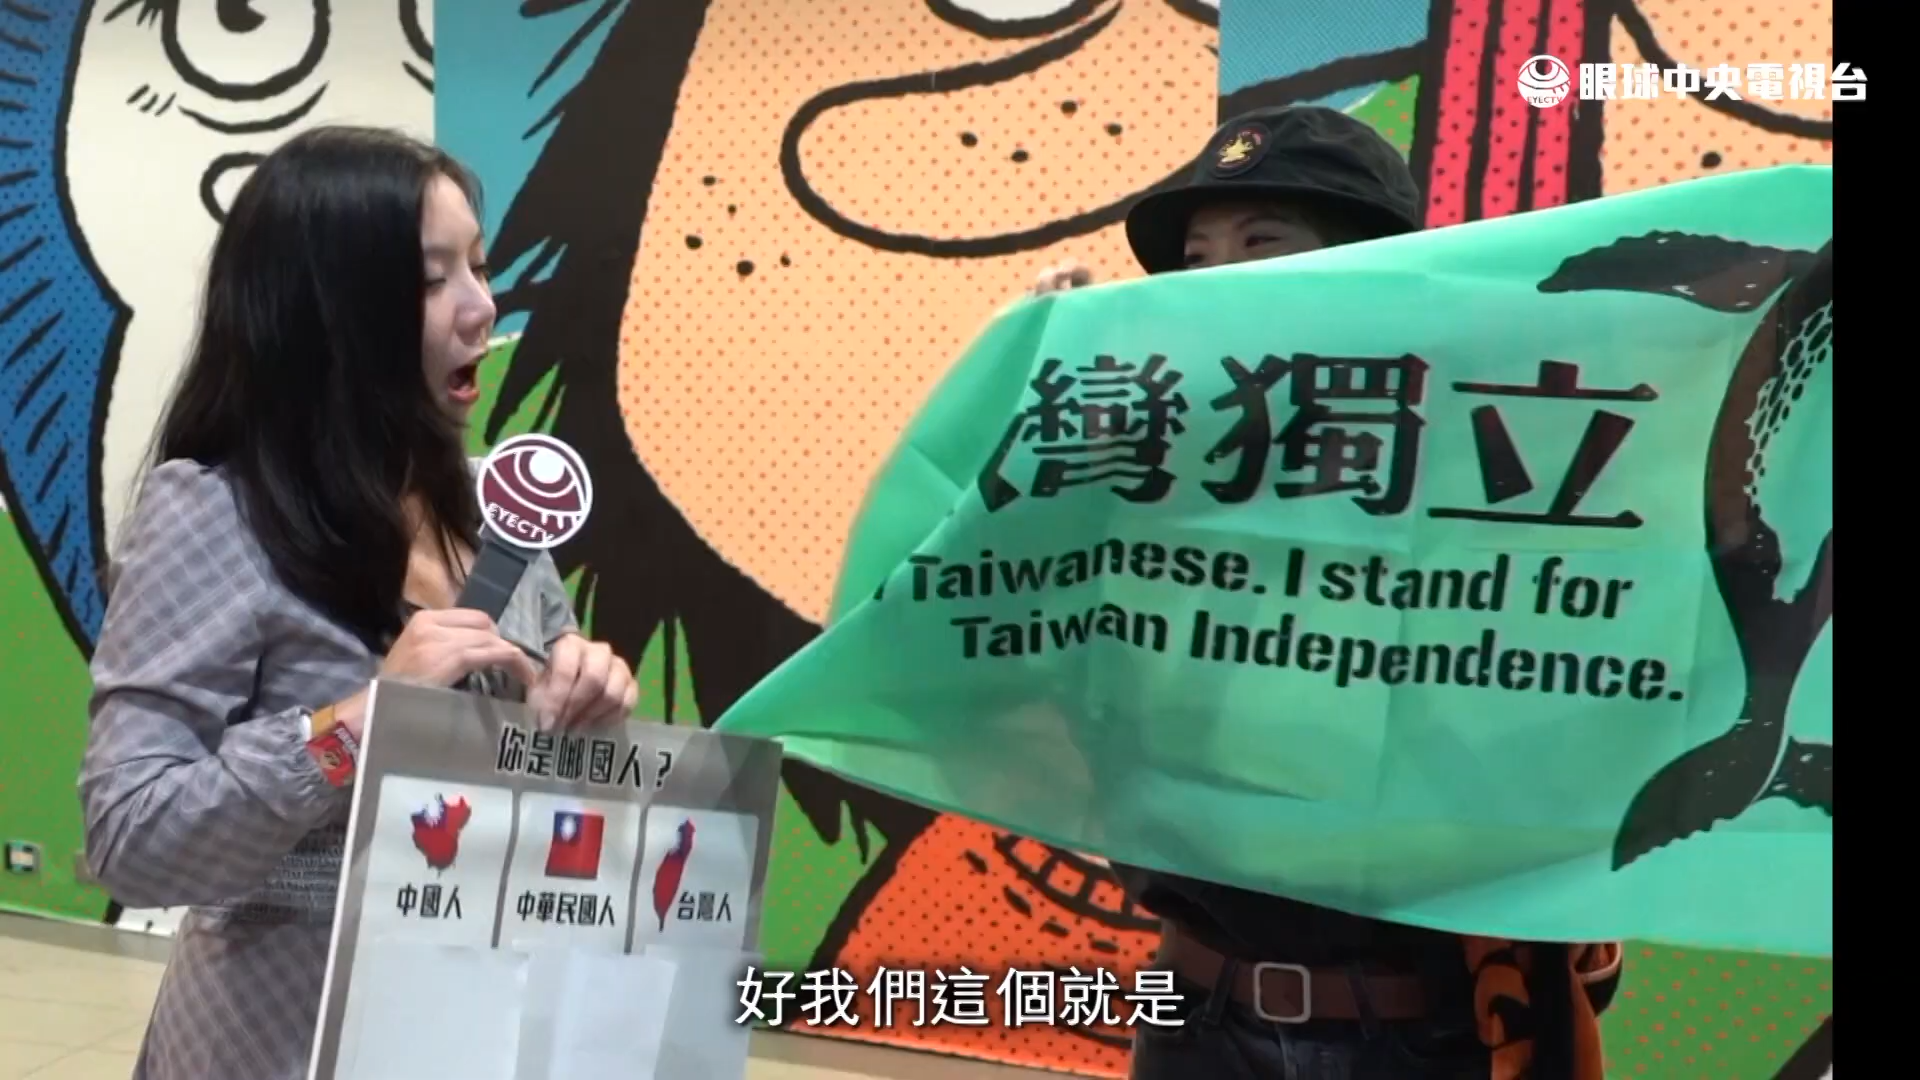 眼球中央電視台
EYECTV
灣獨立
Taiwanese. I stand for
Taiwan Independence.
EYECTV
你是哪國人?
中國人
中華民國人
台灣人
好我們這個就是